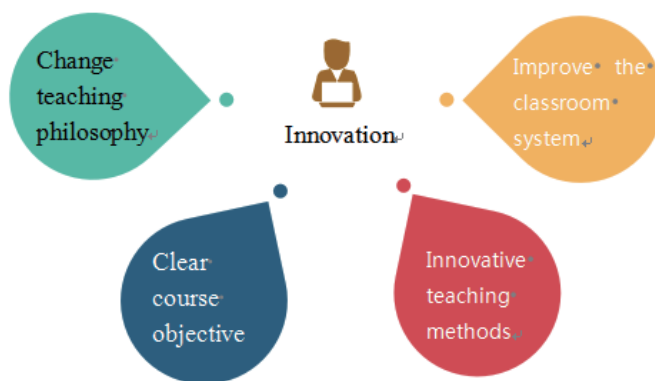 Change
teaching
philosophy
Innovation
Improve the
classroom
system
Clear
course
objective
Innovative
teaching
methods